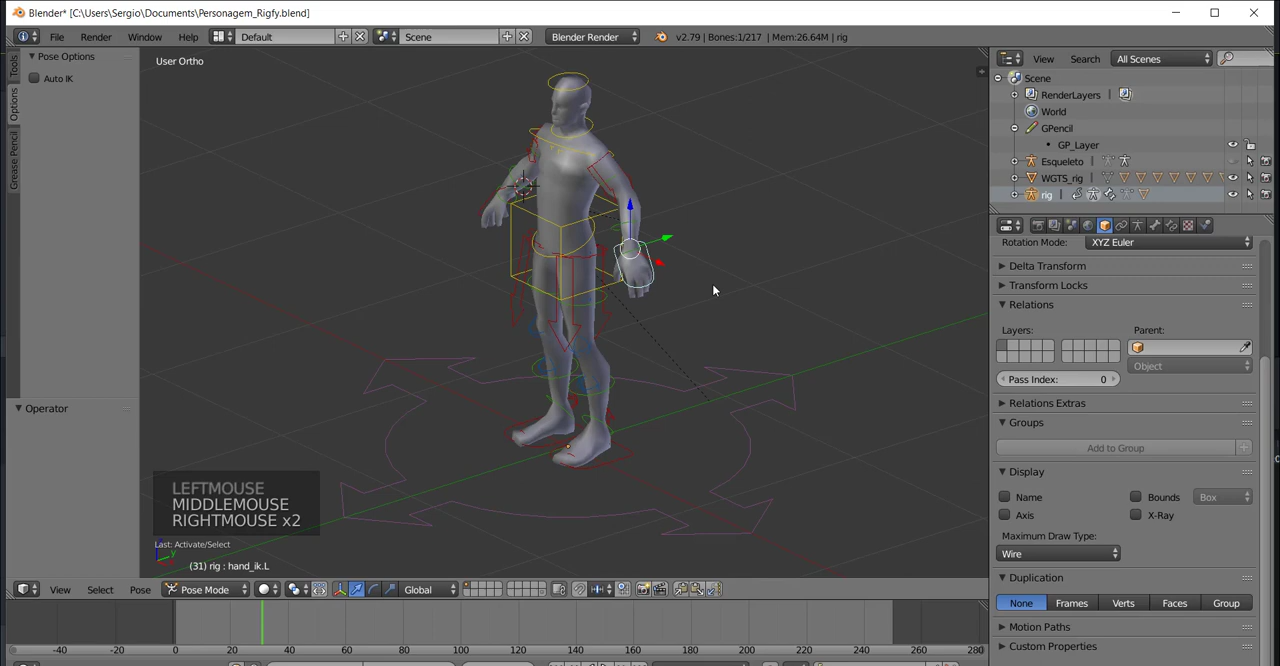 Blender* [C:\Users\Sergio\Documents\Personagem_Rigfy.blend]
File Render Window Help Default Scene Blender Render v2.79 | Bones:1/217 | Mem:26.64M | rig
Tools
Options
Grease Pencil
Pose Options
Auto IK
Operator
User Ortho
LEFTMOUSE
MIDDLEMOUSE
RIGHTMOUSE x2
Last: Activate/Select
(31) rig : hand_ik.L
View Select Pose Pose Mode Global
-40 -20 0 20 40 60 80 100 120 140 160 180 200 220 240 260 280
View Search All Scenes
Scene
RenderLayers
World
GPencil
GP_Layer
Esqueleto
WGTS_rig
rig
Rotation Mode: XYZ Euler
Delta Transform
Transform Locks
Relations
Layers: Parent:
Object
Pass Index: 0
Relations Extras
Groups
Add to Group
Display
Name Bounds Box
Axis X-Ray
Maximum Draw Type:
Wire
Duplication
None Frames Verts Faces Group
Motion Paths
Custom Properties